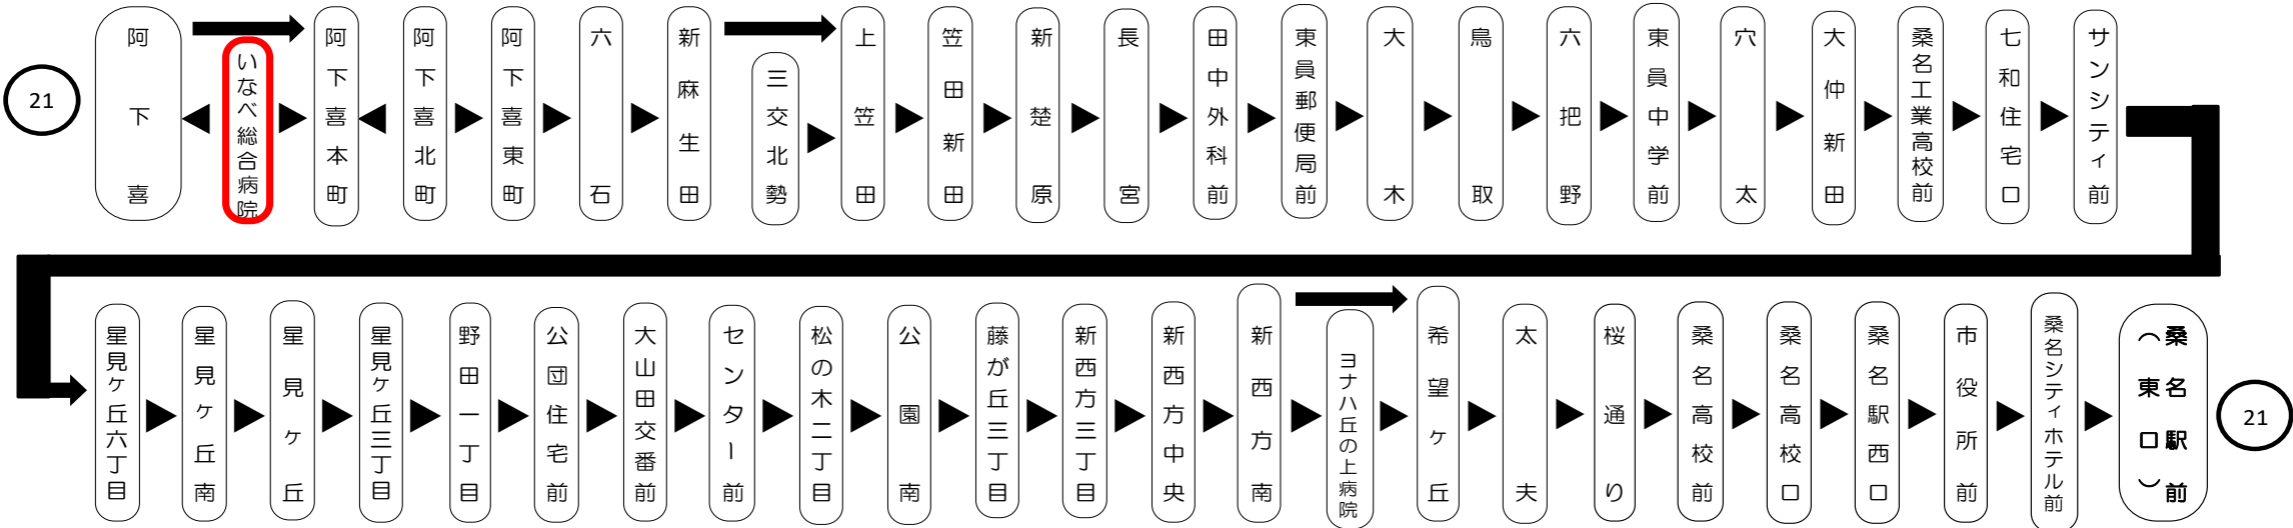 21
阿下喜
いなべ総合病院
阿下喜本町
阿下喜北町
阿下喜東町
六石
新麻生田
三交北勢
上笠田
笠田新田
新楚原
長宮
田中外科前
東員郵便局前
大木
鳥取
六把野
東員中学前
穴太
大仲新田
桑名工業高校前
七和住宅口
サンシティ前
星見ヶ丘六丁目
星見ヶ丘南
星見ヶ丘
星見ヶ丘三丁目
野田一丁目
公団住宅前
大山田交番前
センター前
松の木二丁目
公園南
藤が丘三丁目
新西方三丁目
新西方中央
新西方南
ヨナハ丘の上病院
希望ヶ丘
太夫
桜通り
桑名高校前
桑名高校口
桑名駅西口
市役所前
桑名シティホテル前
桑名駅前
（東口）
21